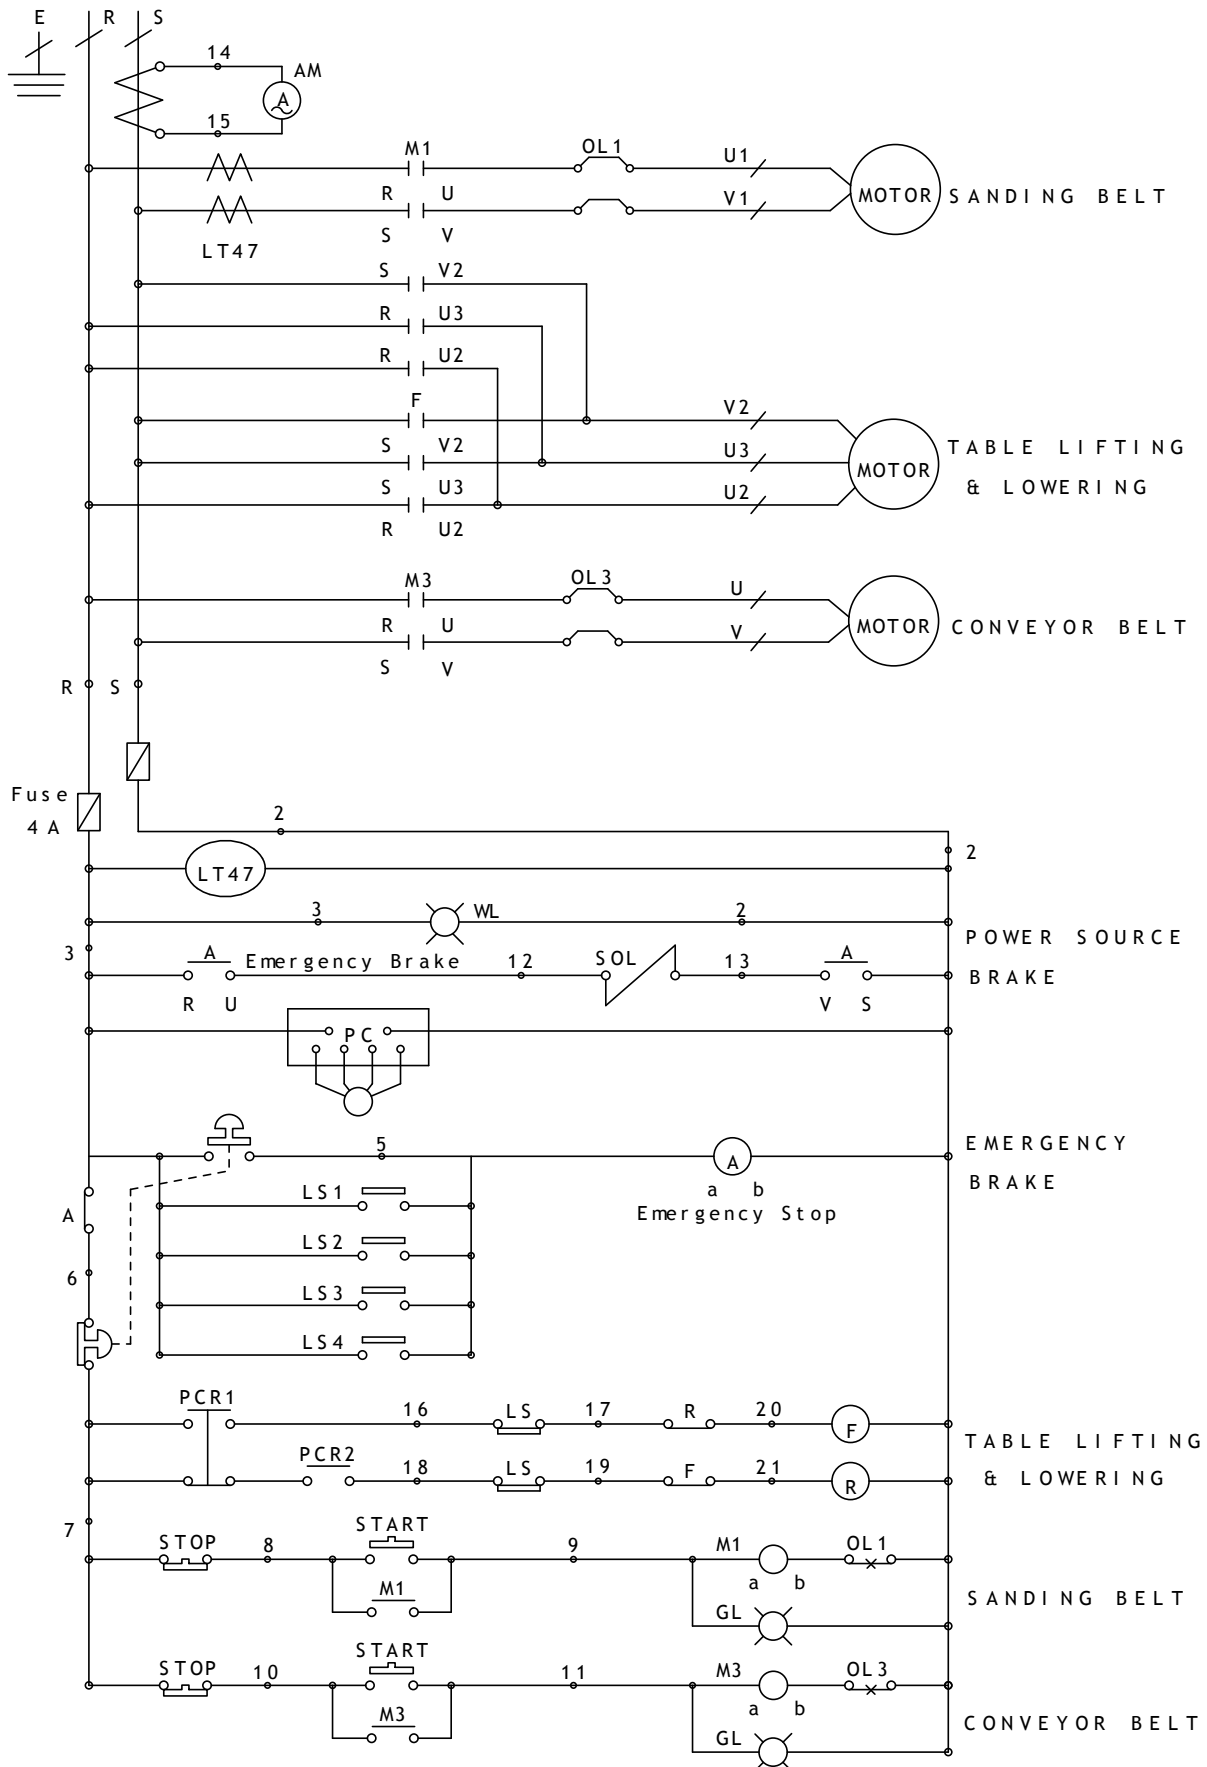 E R S
14
AM
A
15
M1 OL1 U1
R U MOTOR SANDING BELT
V1
S V
LT47
S V2
R U3
R U2
F V2
S V2 U3 MOTOR TABLE LIFTING
S U3 U2 & LOWERING
R U2
M3 OL3 U
R U V MOTOR CONVEYOR BELT
S V
R S
Fuse
4A
2
2
LT47
3 WL 2
POWER SOURCE
3 A Emergency Brake 12 SOL 13 A
BRAKE
R U V S
PC
5 A EMERGENCY
BRAKE
a b
LS1
A Emergency Stop
LS2
6
LS3
LS4
PCR1
16 LS 17 R 20
F
TABLE LIFTING
PCR2
18 LS 19 F 21
& LOWERING
R
7
START
STOP 8 9 M1 OL1
a b
M1
SANDING BELT
GL
START
STOP 10 11 M3 OL3
a b
M3
CONVEYOR BELT
GL